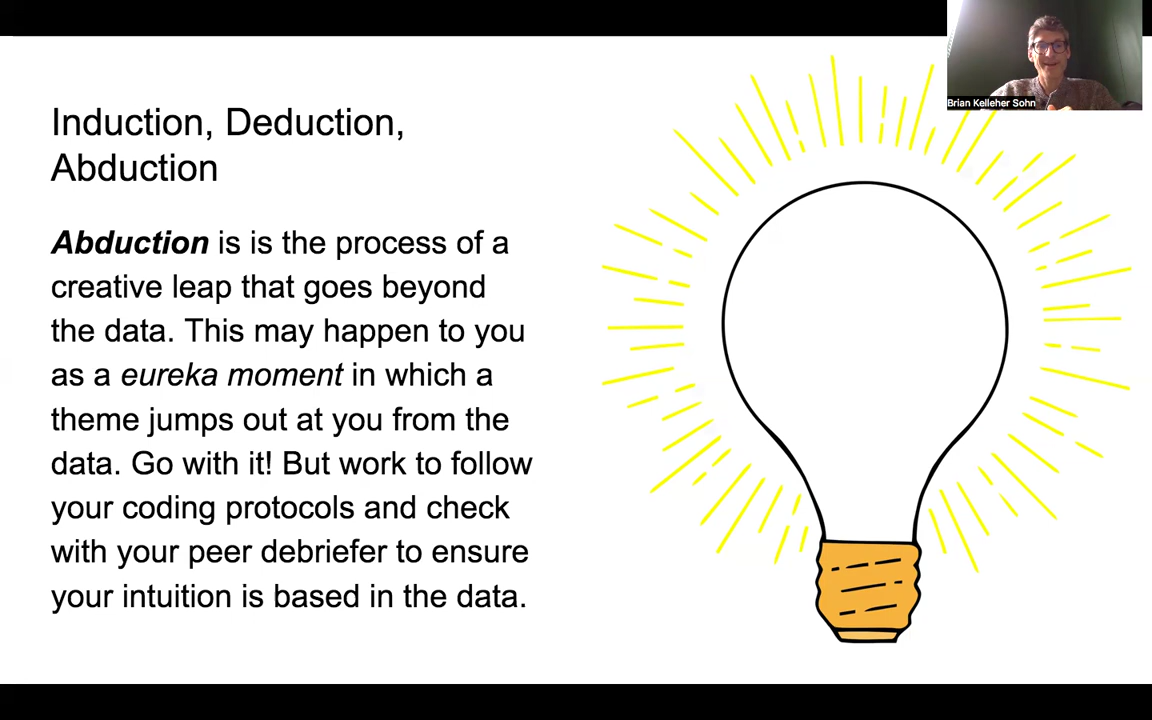 Brian Kelleher Sohn
Induction, Deduction,
Abduction
Abduction is is the process of a
creative leap that goes beyond
the data. This may happen to you
as a eureka moment in which a
theme jumps out at you from the
data. Go with it! But work to follow
your coding protocols and check
with your peer debriefer to ensure
your intuition is based in the data.